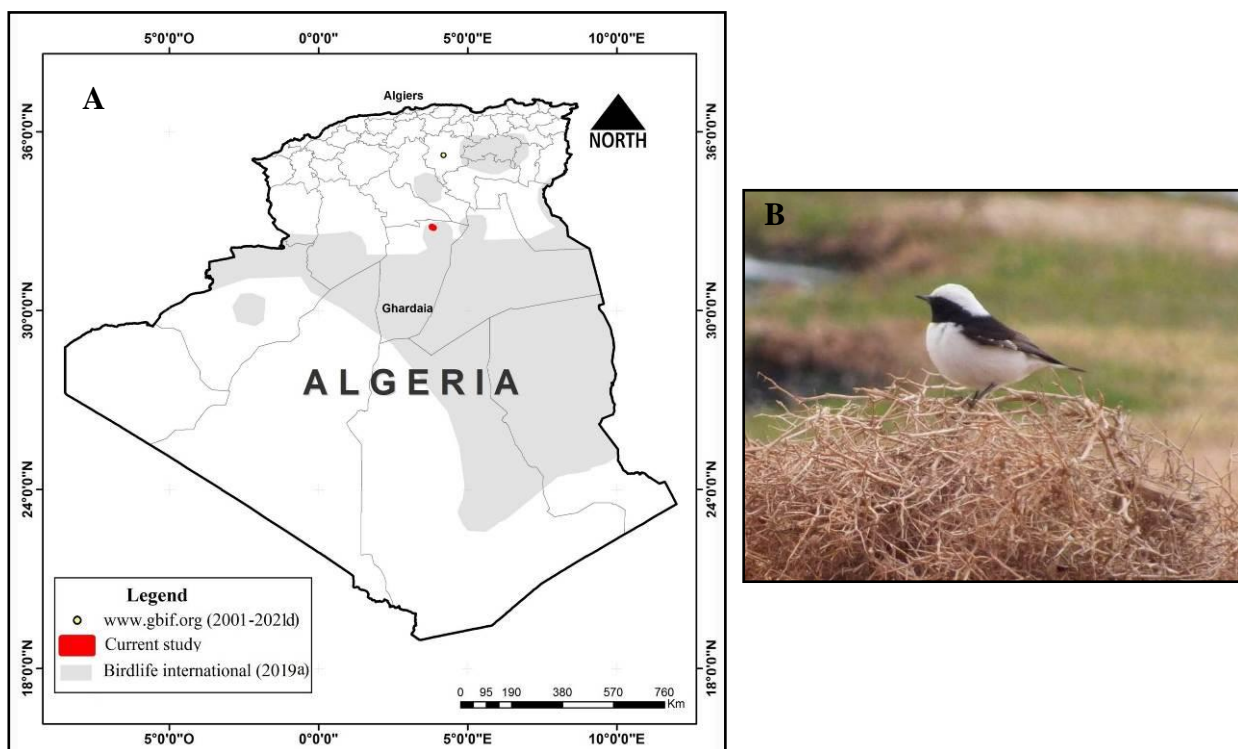 5°0'0"O 0°0'0" 5°0'0"E 10°0'0"E
A
Algiers
NORTH
36°0'0"N
36°0'0"N
30°0'0"N
30°0'0"N
Ghardaia
ALGERIA
24°0'0"N
24°0'0"N
18°0'0"N
18°0'0"N
Legend
www.gbif.org (2001-2021d)
Current study
Birdlife international (2019a)
0 95 190 380 570 760
Km
5°0'0"O 0°0'0" 5°0'0"E 10°0'0"E
B